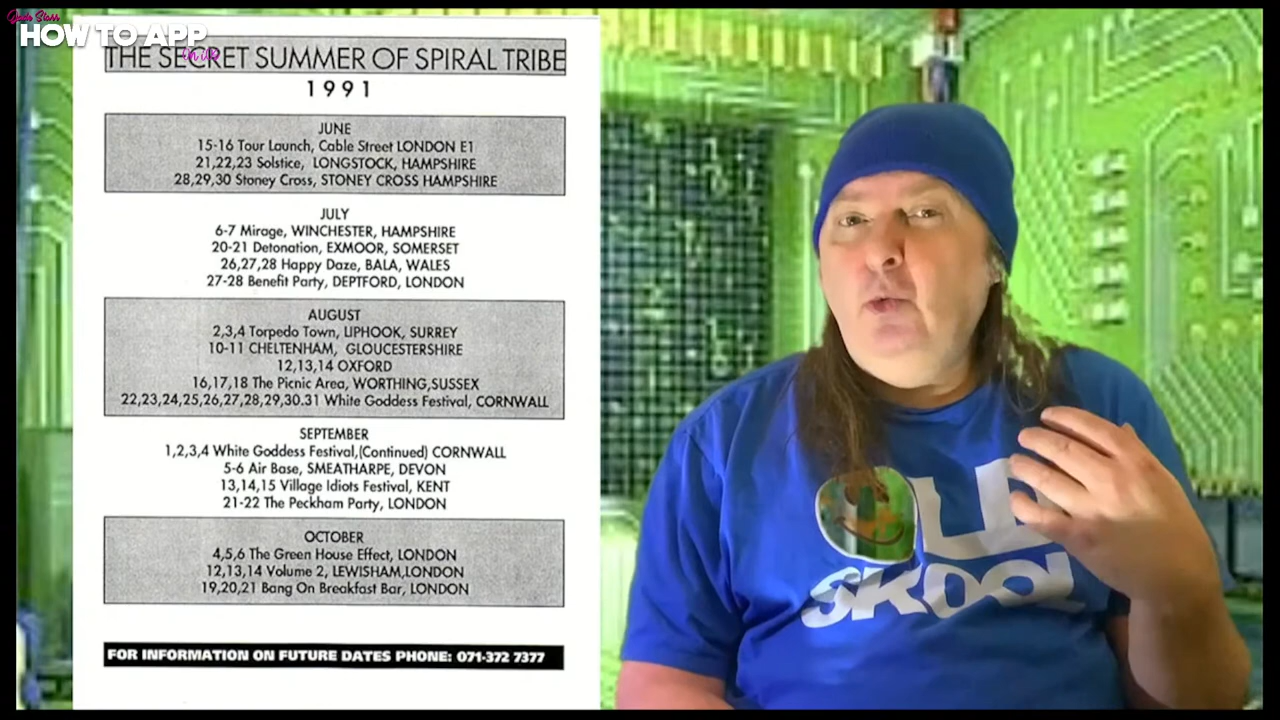 Jade Starr
HOW TO APP
On iOS
THE SECRET SUMMER OF SPIRAL TRIBE
1991
JUNE
15-16 Tour Launch, Cable Street LONDON E1
21,22,23 Solstice, LONGSTOCK, HAMPSHIRE
28,29,30 Stoney Cross, STONEY CROSS HAMPSHIRE
JULY
6-7 Mirage, WINCHESTER, HAMPSHIRE
20-21 Detonation, EXMOOR, SOMERSET
26,27,28 Happy Daze, BALA, WALES
27-28 Benefit Party, DEPTFORD, LONDON
AUGUST
2,3,4 Torpedo Town, LIPHOOK, SURREY
10-11 CHELTENHAM, GLOUCESTERSHIRE
12,13,14 OXFORD
16,17,18 The Picnic Area, WORTHING,SUSSEX
22,23,24,25,26,27,28,29,30.31 White Goddess Festival, CORNWALL
SEPTEMBER
1,2,3,4 White Goddess Festival,(Continued) CORNWALL
5-6 Air Base, SMEATHARPE, DEVON
13,14,15 Village Idiots Festival, KENT
21-22 The Peckham Party, LONDON
OCTOBER
4,5,6 The Green House Effect, LONDON
12,13,14 Volume 2, LEWISHAM,LONDON
19,20,21 Bang On Breakfast Bar, LONDON
FOR INFORMATION ON FUTURE DATES PHONE: 071-372 7377
OLD
SKOOL